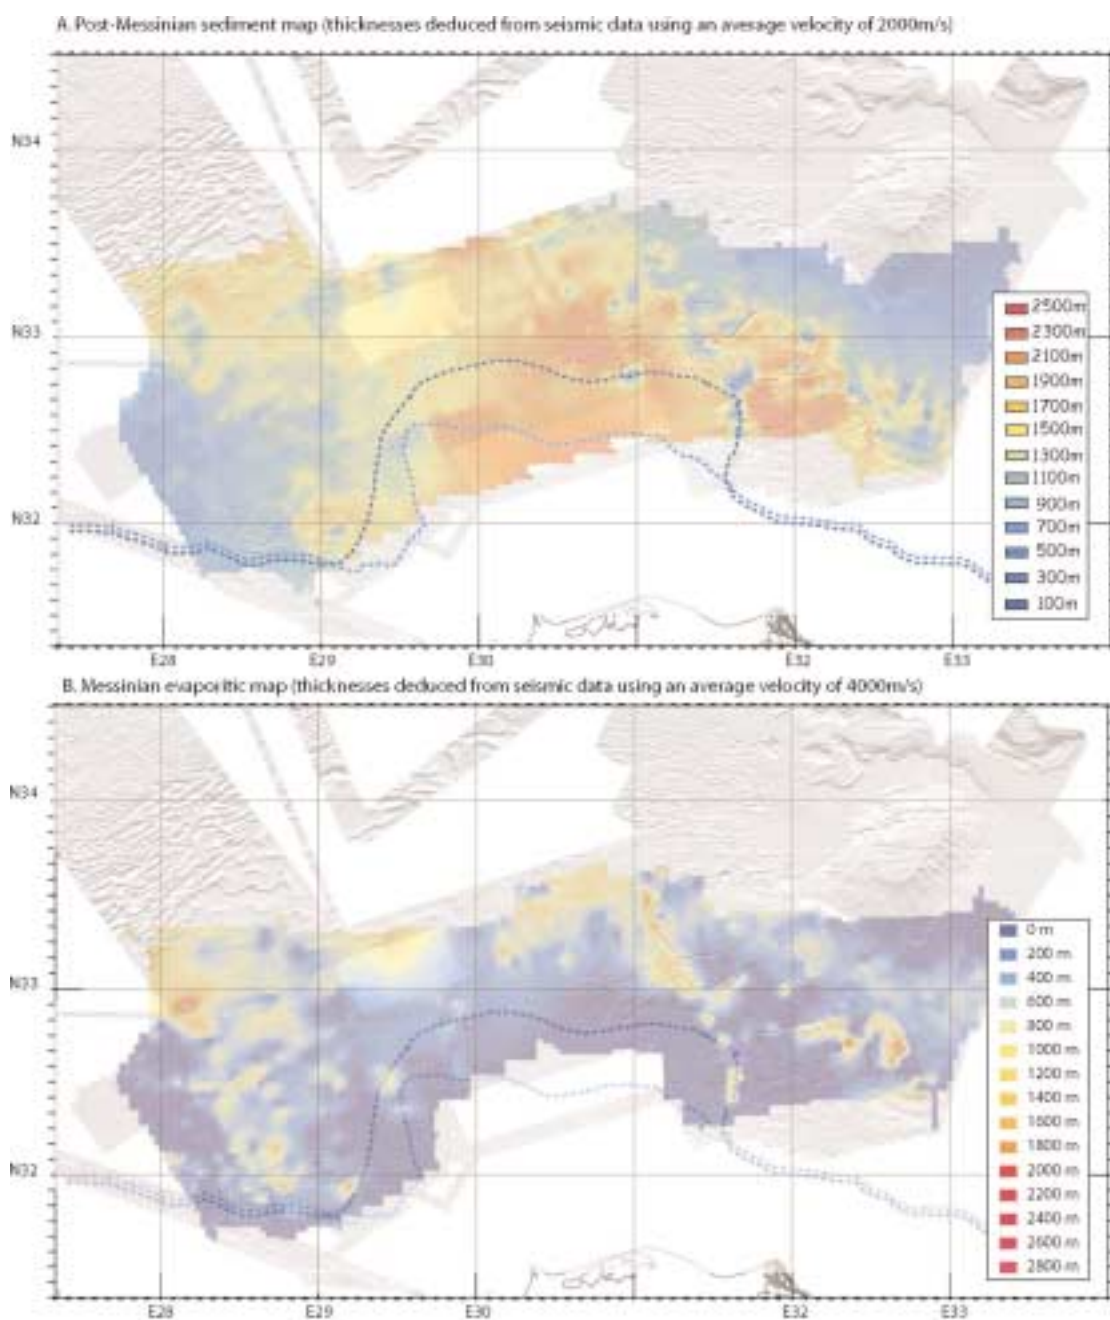 A. Post-Messinian sediment map (thicknesses deduced from seismic data using an average velocity of 2000m/s)
N34
N33
N32
2500m
2300m
2100m
1900m
1700m
1500m
1300m
1100m
900m
700m
500m
300m
100m
E28
E29
E30
E32
E33
B. Messinian evaporitic map (thicknesses deduced from seismic data using an average velocity of 4000m/s)
N34
N33
N32
0 m
200 m
400 m
600 m
800 m
1000 m
1200 m
1400 m
1600 m
1800 m
2000 m
2200 m
2400 m
2600 m
2800 m
E28
E29
E30
E32
E33